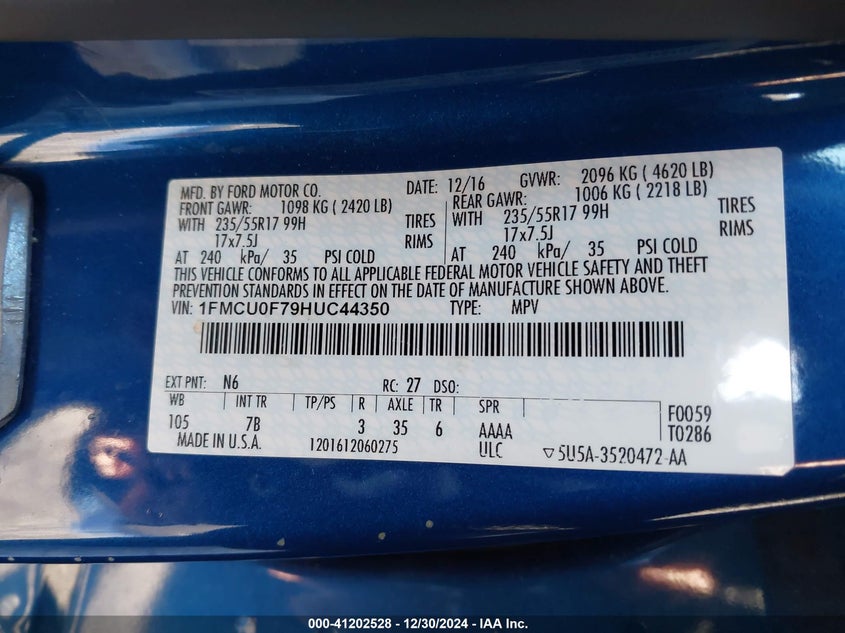 MFD. BY FORD MOTOR CO. DATE: 12/16 GVWR: 2096 KG ( 4620 LB)
FRONT GAWR: 1098 KG ( 2420 LB) REAR GAWR: 1006 KG ( 2218 LB)
WITH 235/55R17 99H TIRES WITH 235/55R17 99H TIRES
17x7.5J RIMS 17x7.5J RIMS
AT 240 kPa/ 35 PSI COLD AT 240 kPa/ 35 PSI COLD
THIS VEHICLE CONFORMS TO ALL APPLICABLE FEDERAL MOTOR VEHICLE SAFETY AND THEFT
PREVENTION STANDARDS IN EFFECT ON THE DATE OF MANUFACTURE SHOWN ABOVE.
VIN: 1FMCU0F79HUC44350 TYPE: MPV
EXT PNT: N6 RC: 27 DSO:
WB INT TR TP/PS R AXLE TR SPR
105 7B 3 35 6 AAAA F0059
MADE IN U.S.A. 1201612060275 ULC T0286
▽5U5A-3520472-AA
000-41202528 - 12/30/2024 - IAA Inc.